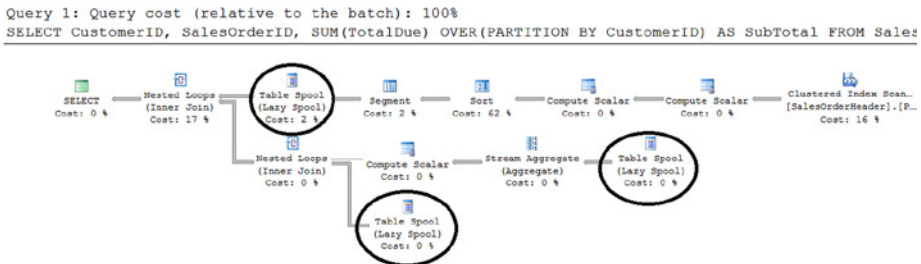 Query 1: Query cost (relative to the batch): 100%
SELECT CustomerID, SalesOrderID, SUM(TotalDue) OVER(PARTITION BY CustomerID) AS SubTotal FROM Sales
SELECT
Cost: 0 %
Nested Loops
(Inner Join)
Cost: 17 %
Table Spool
(Lazy Spool)
Cost: 2 %
Segment
Cost: 2 %
Sort
Cost: 62 %
Compute Scalar
Cost: 0 %
Compute Scalar
Cost: 0 %
Clustered Index Scan…
[SalesOrderHeader].[P…
Cost: 16 %
Nested Loops
(Inner Join)
Cost: 0 %
Compute Scalar
Cost: 0 %
Stream Aggregate
(Aggregate)
Cost: 0 %
Table Spool
(Lazy Spool)
Cost: 0 %
Table Spool
(Lazy Spool)
Cost: 0 %